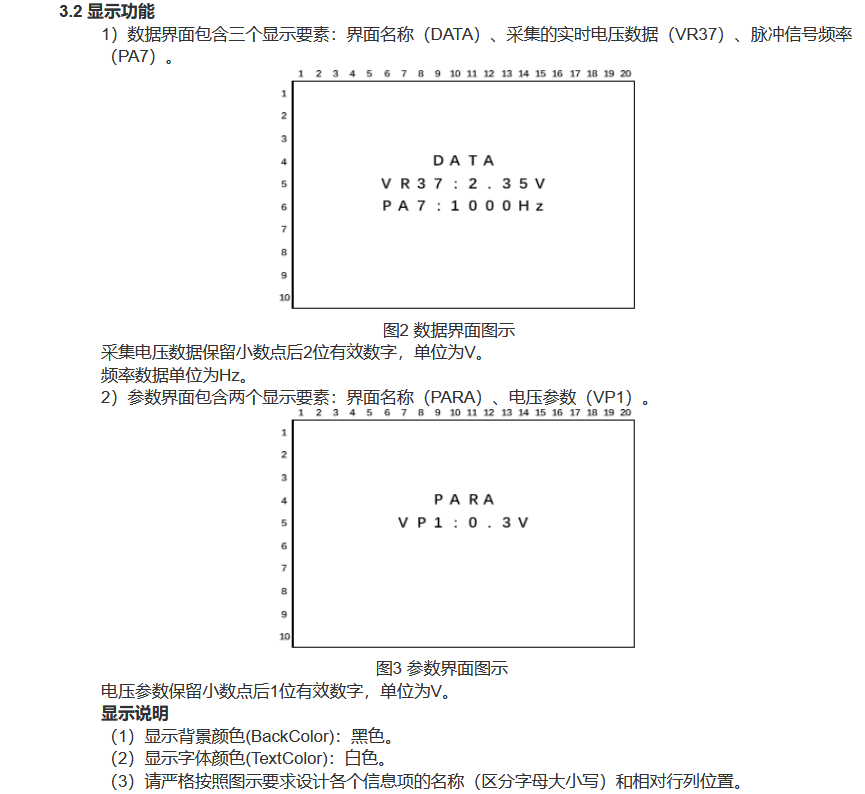 3.2 显示功能
1）数据界面包含三个显示要素：界面名称（DATA）、采集的实时电压数据（VR37）、脉冲信号频率
（PA7）。
1 2 3 4 5 6 7 8 9 10 11 12 13 14 15 16 17 18 19 20
1
2
3
4 DATA
5 VR37:2.35V
6 PA7:1000Hz
7
8
9
10
图2 数据界面图示
采集电压数据保留小数点后2位有效数字，单位为V。
频率数据单位为Hz。
2）参数界面包含两个显示要素：界面名称（PARA）、电压参数（VP1）。
1 2 3 4 5 6 7 8 9 10 11 12 13 14 15 16 17 18 19 20
1
2
3
4 PARA
5 VP1:0.3V
6
7
8
9
10
图3 参数界面图示
电压参数保留小数点后1位有效数字，单位为V。
显示说明
（1）显示背景颜色(BackColor)：黑色。
（2）显示字体颜色(TextColor)：白色。
（3）请严格按照图示要求设计各个信息项的名称（区分字母大小写）和相对行列位置。